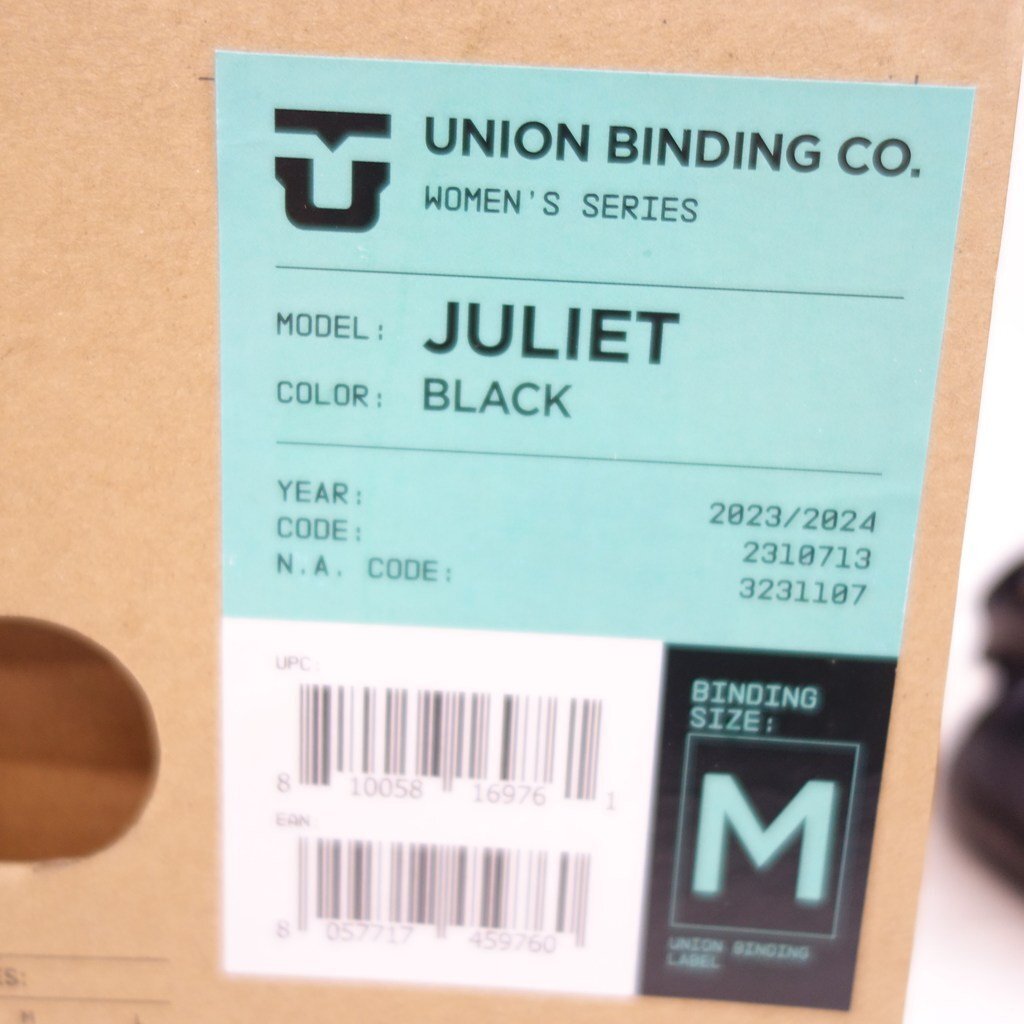 UNION BINDING CO.
WOMEN'S SERIES
MODEL: JULIET
COLOR: BLACK
YEAR: 2023/2024
CODE: 2310713
N.A. CODE: 3231107
UPC:
8 10058 16976 1
EAN:
8 057717 459760
BINDING
SIZE:
M
UNION BINDING
LABEL
ES:
M L